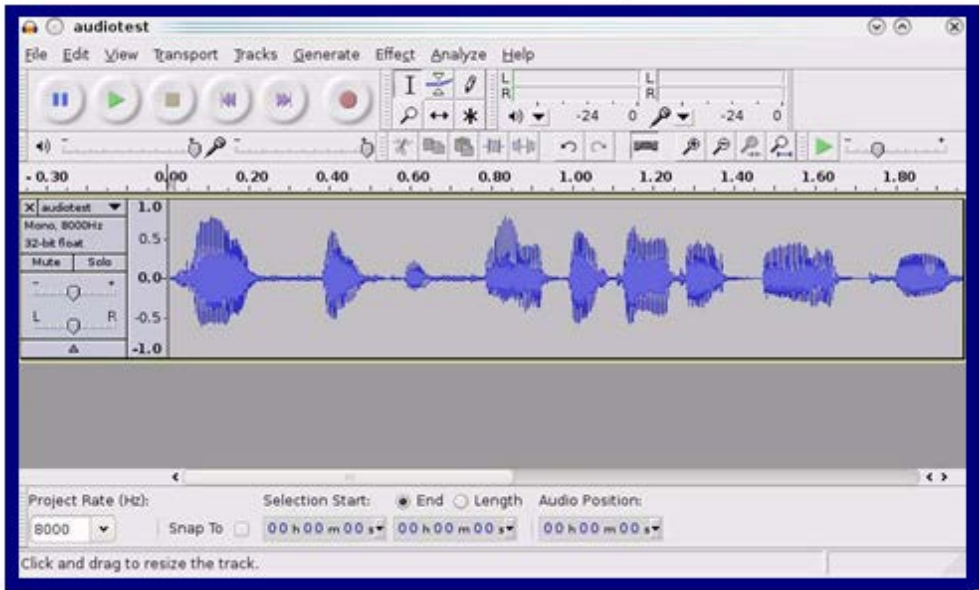 audiotest
File Edit View Transport Tracks Generate Effect Analyze Help
L L
R R
-24 0 -24 0
- 0.30 0.00 0.20 0.40 0.60 0.80 1.00 1.20 1.40 1.60 1.80
X audiotest 1.0
Mono, 8000Hz
32-bit float 0.5
Mute Solo
- + 0.0
L R -0.5
-1.0
Project Rate (Hz): Selection Start: End Length Audio Position:
8000 Snap To 00 h 00 m 00 s 00 h 00 m 00 s 00 h 00 m 00 s
Click and drag to resize the track.